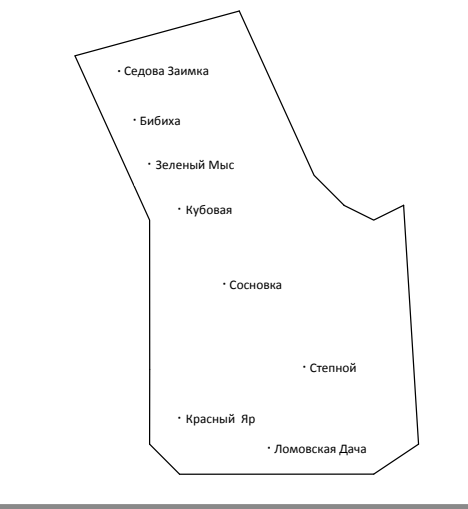 Седова Заимка
Бибиха
Зеленый Мыс
Кубовая
Сосновка
Степной
Красный Яр
Ломовская Дача